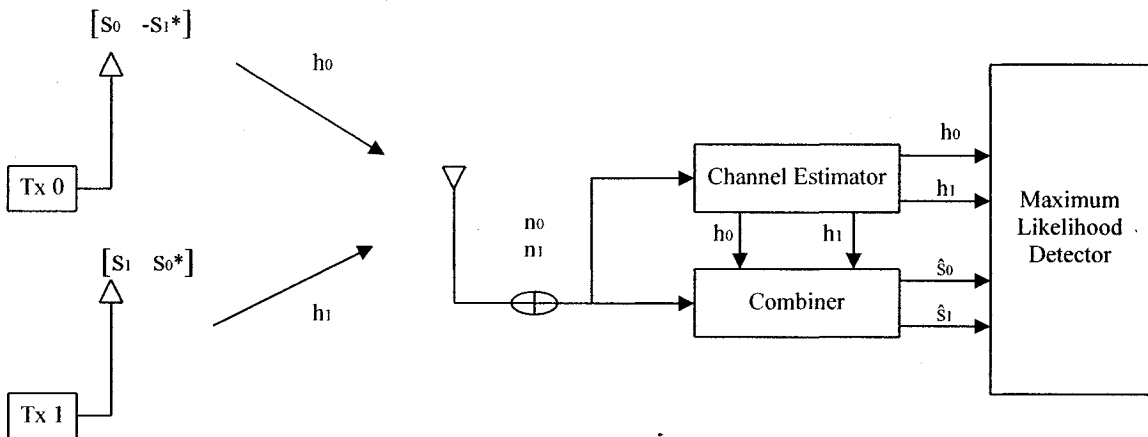 [S0 -S1*]
h0
Tx 0
[S1 S0*]
h1
Tx 1
n0
n1
Channel Estimator
h0
h1
h0
h1
Combiner
ŝ0
ŝ1
Maximum
Likelihood
Detector